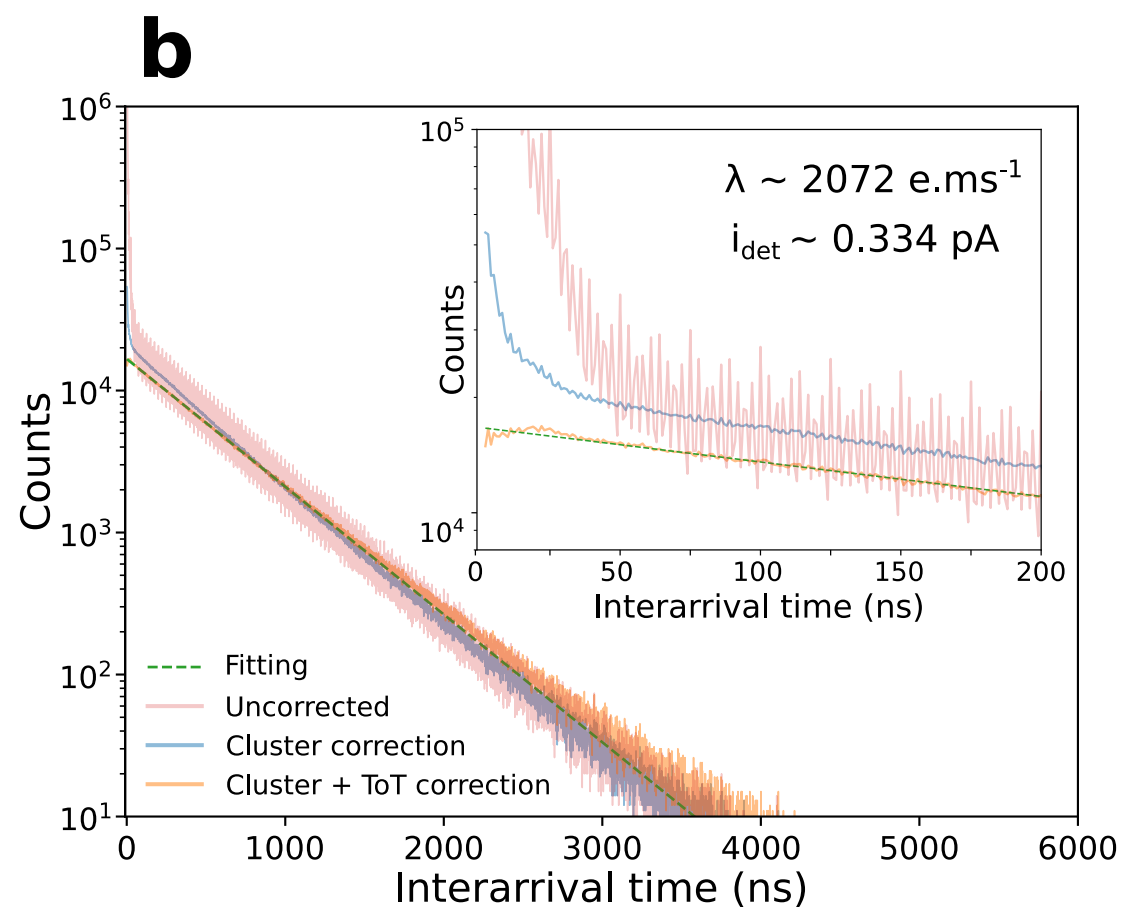 b
10⁶
10⁵
10⁴
10³
10²
10¹
Counts
0 1000 2000 3000 4000 5000 6000
Interarrival time (ns)
Fitting
Uncorrected
Cluster correction
Cluster + ToT correction
10⁵
10⁴
Counts
λ ~ 2072 e.ms⁻¹
i_det ~ 0.334 pA
0 50 100 150 200
Interarrival time (ns)